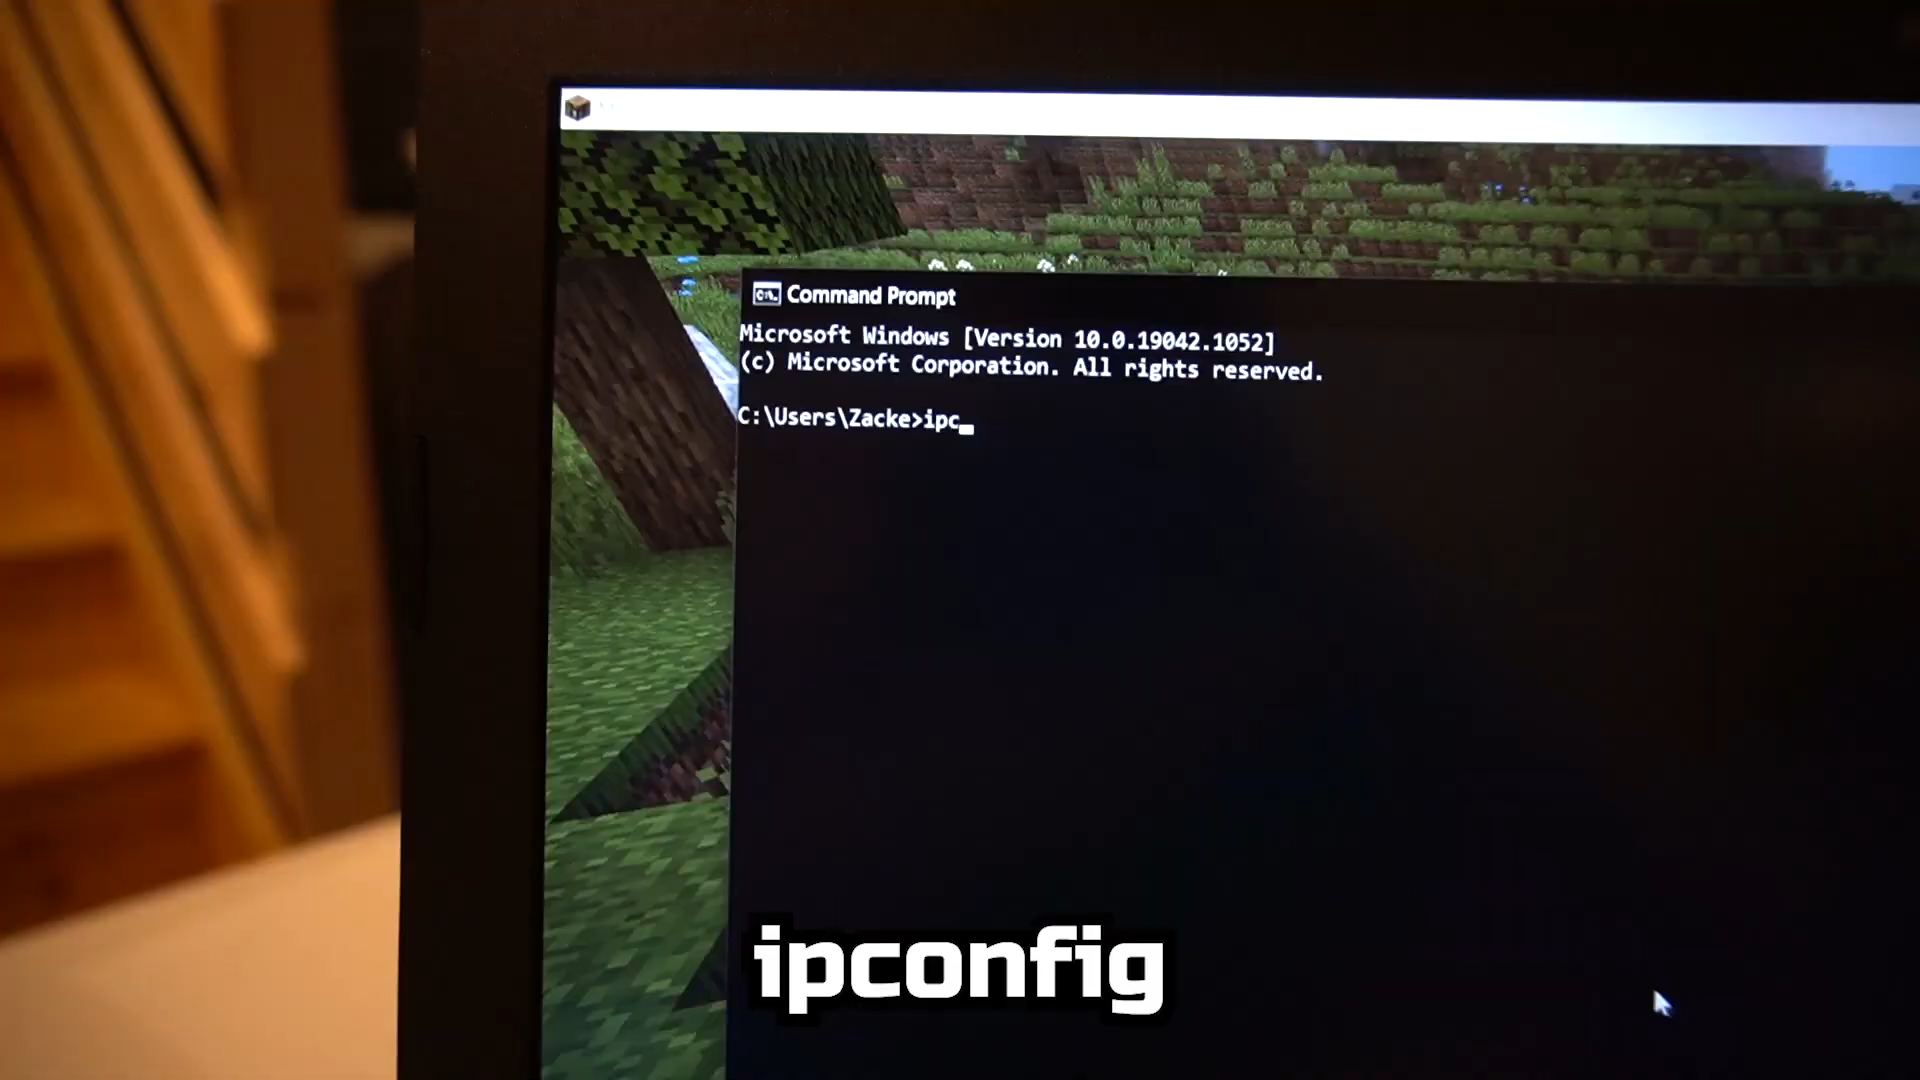 Command Prompt
Microsoft Windows [Version 10.0.19042.1052]
(c) Microsoft Corporation. All rights reserved.
C:\Users\Zacke>ipc
ipconfig